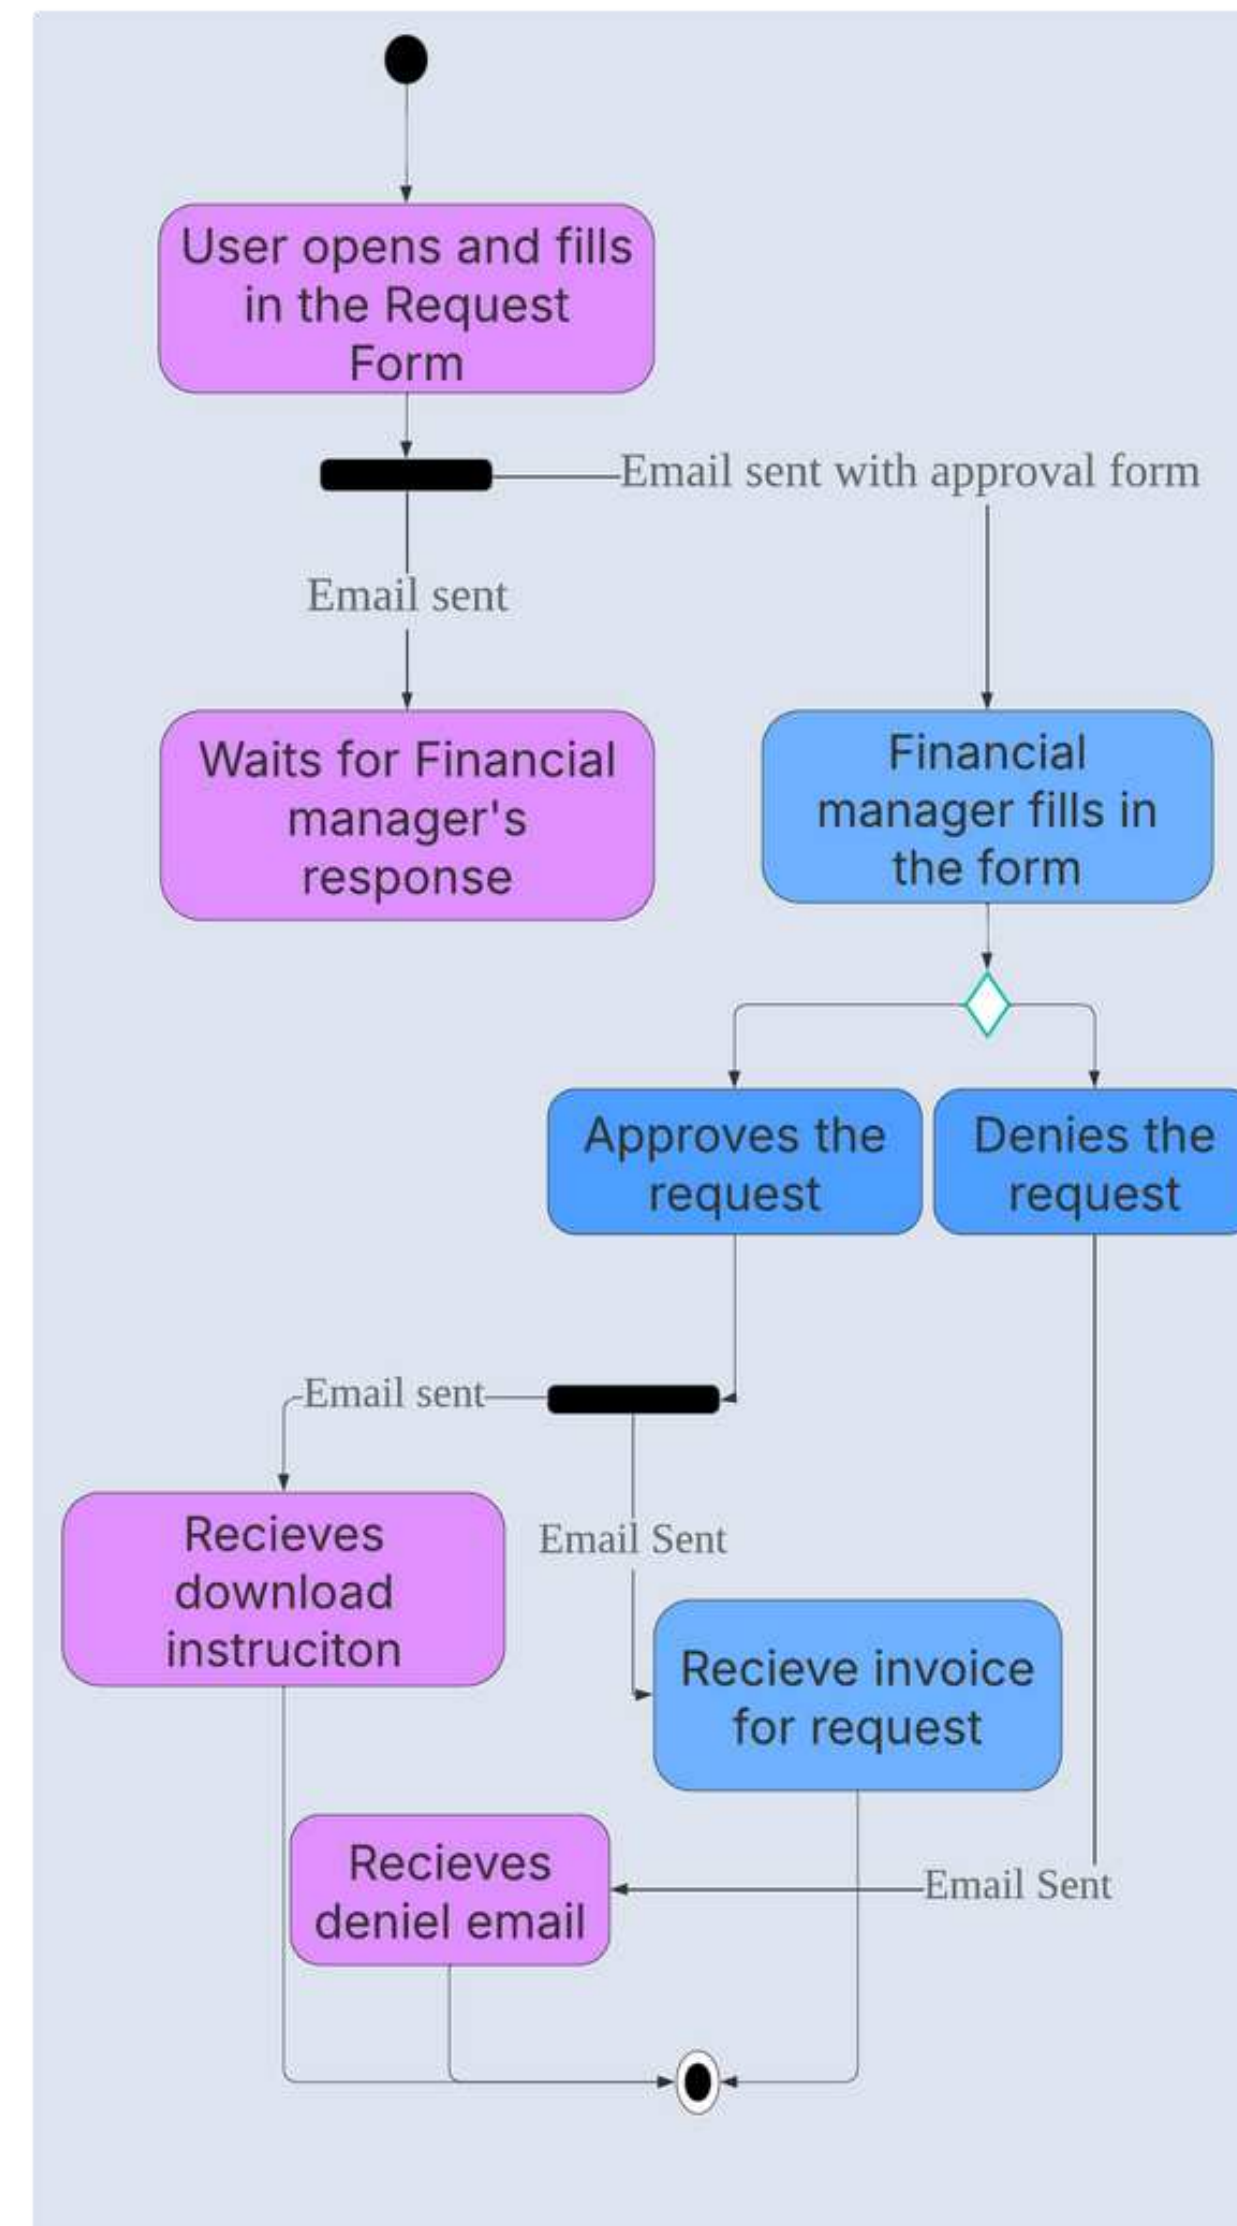 User opens and fills
in the Request
Form
Email sent with approval form
Email sent
Waits for Financial
manager's
response
Financial
manager fills in
the form
Approves the
request
Denies the
request
Email sent
Recieves
download
instruciton
Email Sent
Recieve invoice
for request
Recieves
deniel email
Email Sent